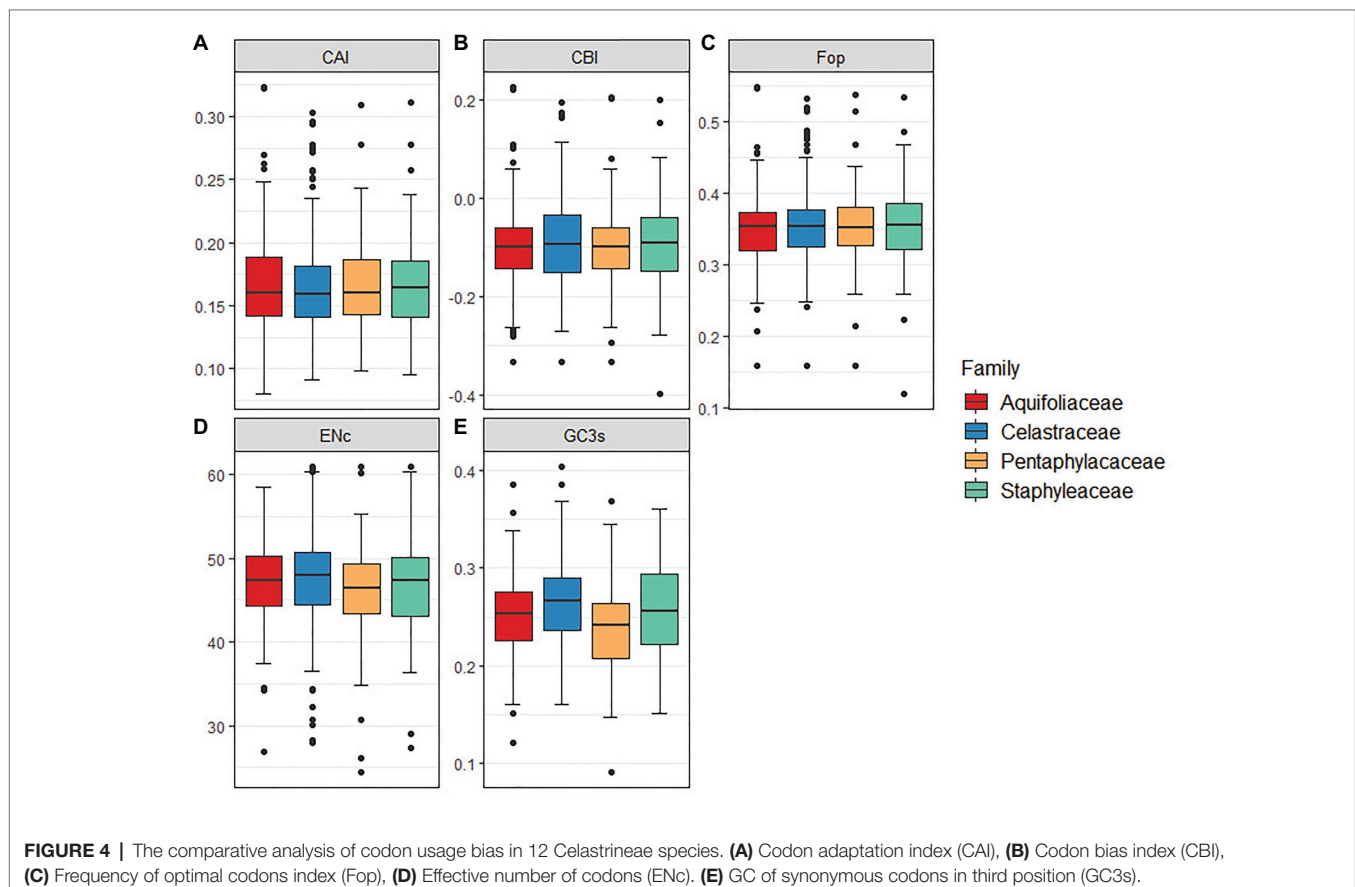 A
CAI
0.30
0.25
0.20
0.15
0.10
B
CBI
0.2
0.0
-0.2
-0.4
C
Fop
0.5
0.4
0.3
0.2
0.1
D
ENc
60
50
40
30
E
GC3s
0.4
0.3
0.2
0.1
Family
Aquifoliaceae
Celastraceae
Pentaphylacaceae
Staphyleaceae
FIGURE 4 | The comparative analysis of codon usage bias in 12 Celastrineae species. (A) Codon adaptation index (CAI), (B) Codon bias index (CBI),
(C) Frequency of optimal codons index (Fop), (D) Effective number of codons (ENc). (E) GC of synonymous codons in third position (GC3s).